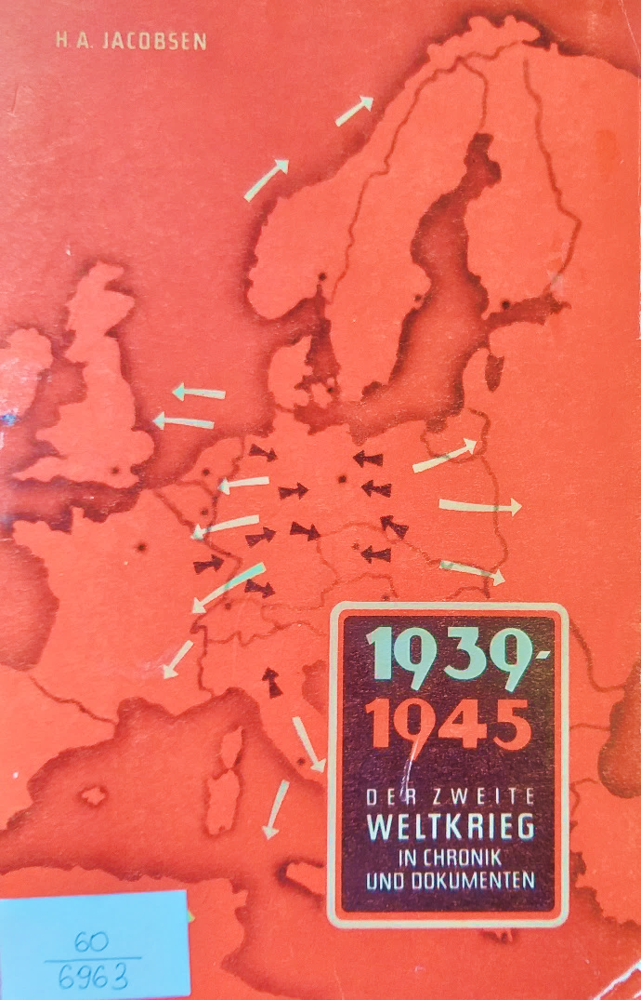 H. A. JACOBSEN
1939-
1945
DER ZWEITE
WELTKRIEG
IN CHRONIK
UND DOKUMENTEN
60
6963